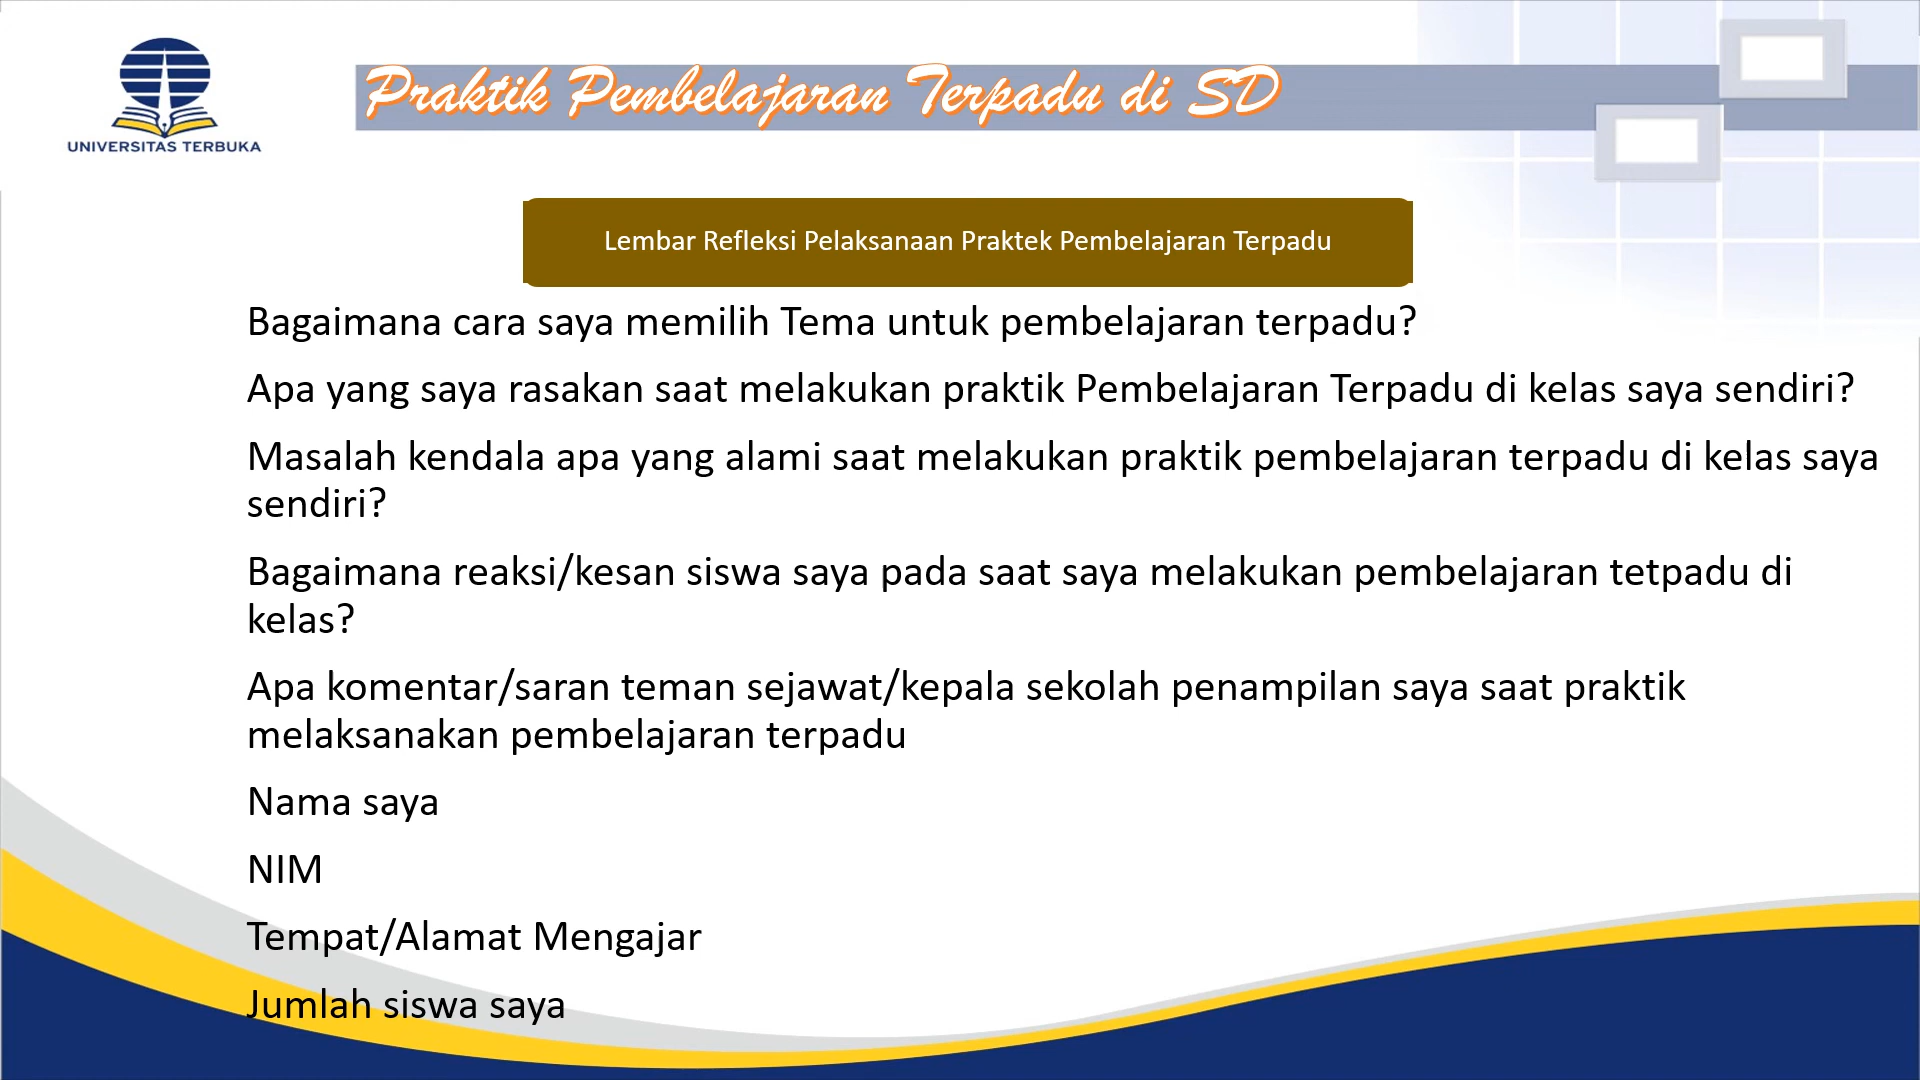 UNIVERSITAS TERBUKA
Praktik Pembelajaran Terpadu di SD
Lembar Refleksi Pelaksanaan Praktek Pembelajaran Terpadu
Bagaimana cara saya memilih Tema untuk pembelajaran terpadu?
Apa yang saya rasakan saat melakukan praktik Pembelajaran Terpadu di kelas saya sendiri?
Masalah kendala apa yang alami saat melakukan praktik pembelajaran terpadu di kelas saya
sendiri?
Bagaimana reaksi/kesan siswa saya pada saat saya melakukan pembelajaran tetpadu di
kelas?
Apa komentar/saran teman sejawat/kepala sekolah penampilan saya saat praktik
melaksanakan pembelajaran terpadu
Nama saya
NIM
Tempat/Alamat Mengajar
Jumlah siswa saya